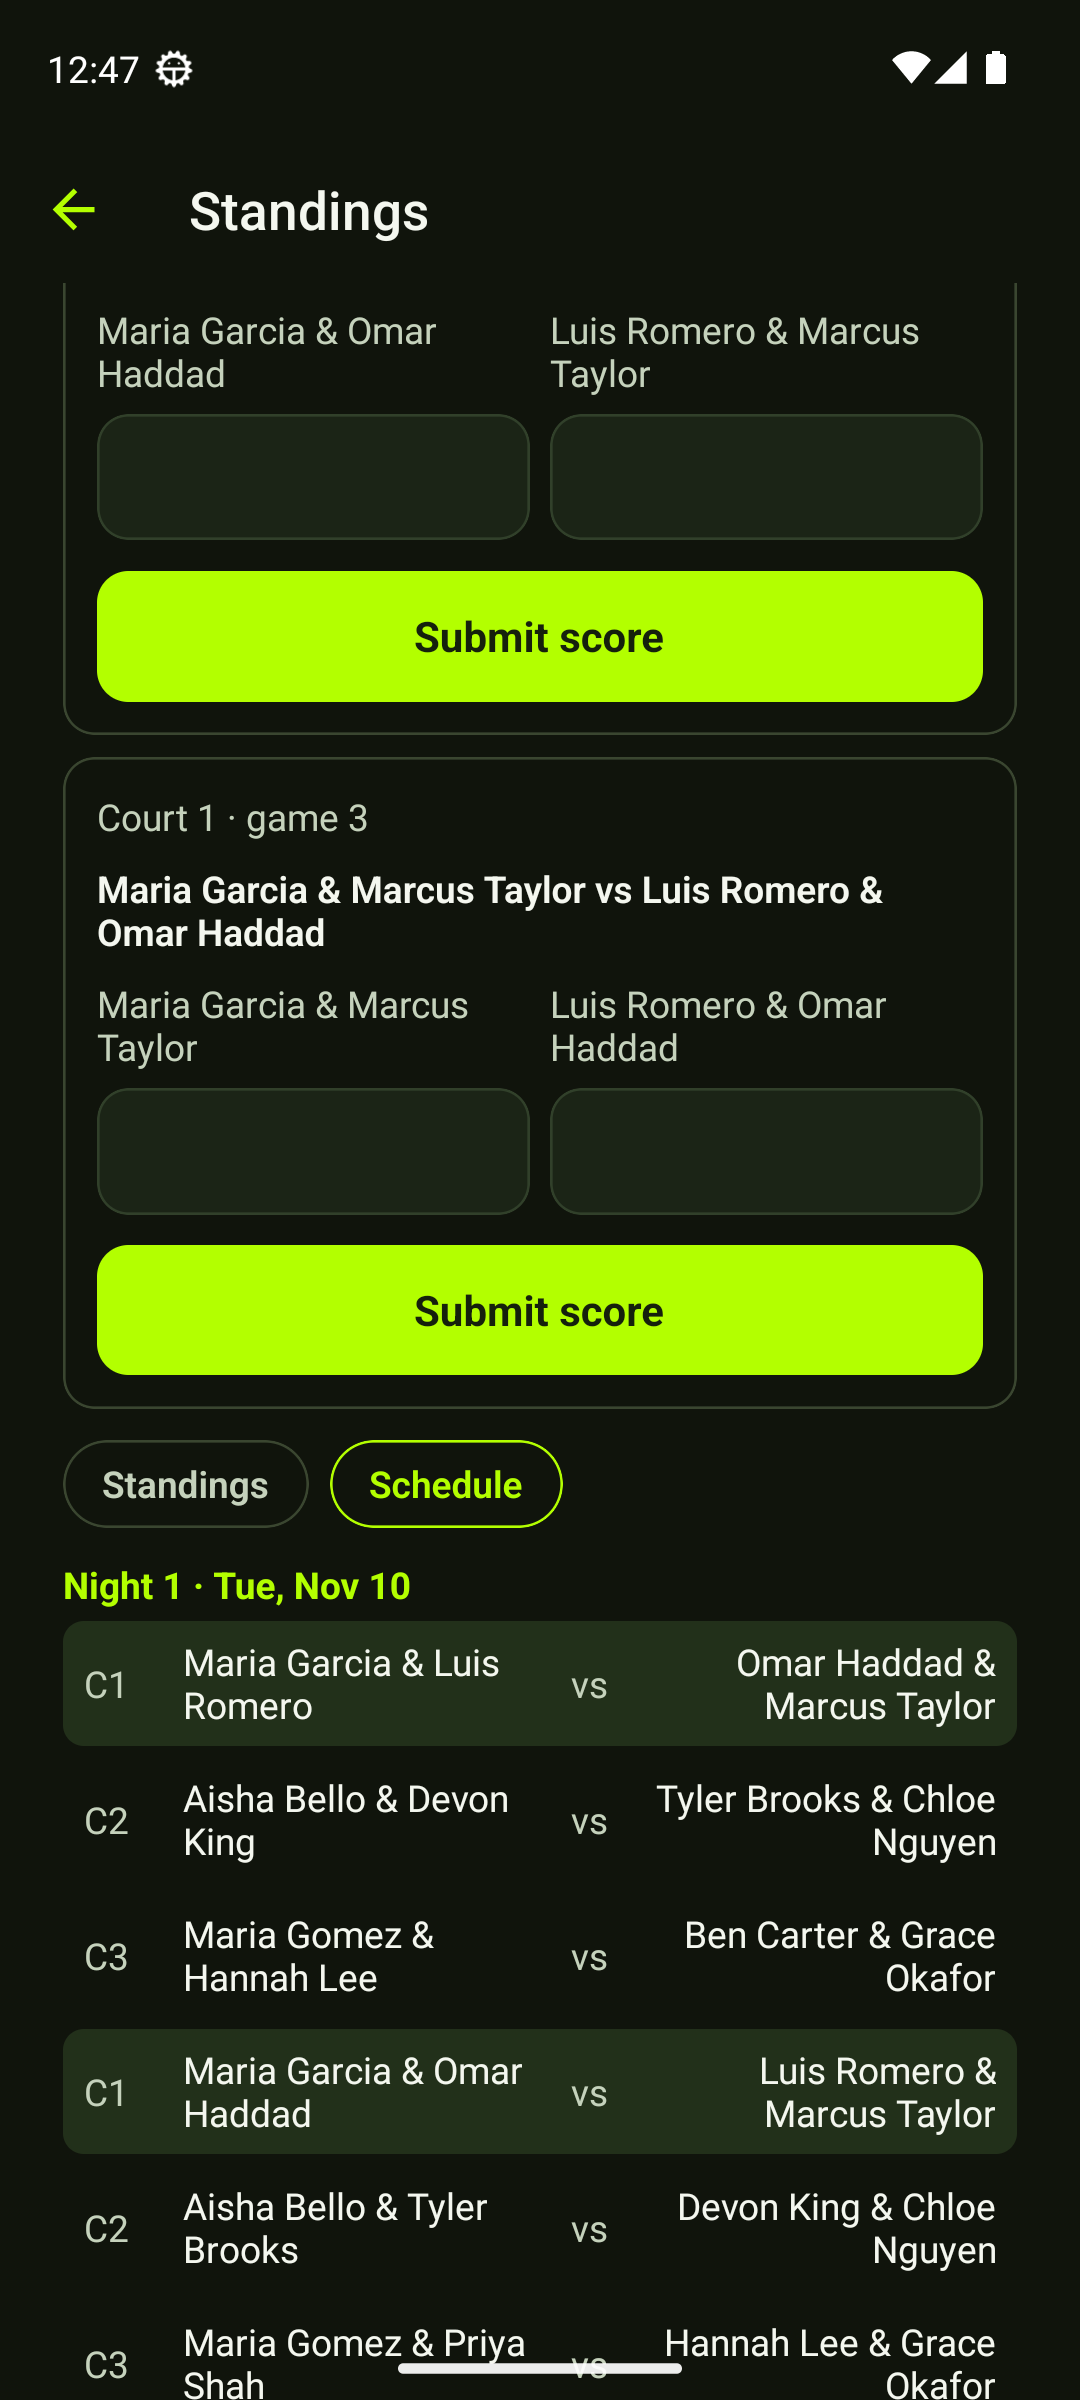 12:47
Standings
Maria Garcia & Omar
Haddad
Luis Romero & Marcus
Taylor
Submit score
Court 1 · game 3
Maria Garcia & Marcus Taylor vs Luis Romero &
Omar Haddad
Maria Garcia & Marcus
Taylor
Luis Romero & Omar
Haddad
Submit score
Standings
Schedule
Night 1 · Tue, Nov 10
C1
Maria Garcia & Luis
Romero
vs
Omar Haddad &
Marcus Taylor
C2
Aisha Bello & Devon
King
vs
Tyler Brooks & Chloe
Nguyen
C3
Maria Gomez &
Hannah Lee
vs
Ben Carter & Grace
Okafor
C1
Maria Garcia & Omar
Haddad
vs
Luis Romero &
Marcus Taylor
C2
Aisha Bello & Tyler
Brooks
vs
Devon King & Chloe
Nguyen
C3
Maria Gomez & Priya
Shah
vs
Hannah Lee & Grace
Okafor